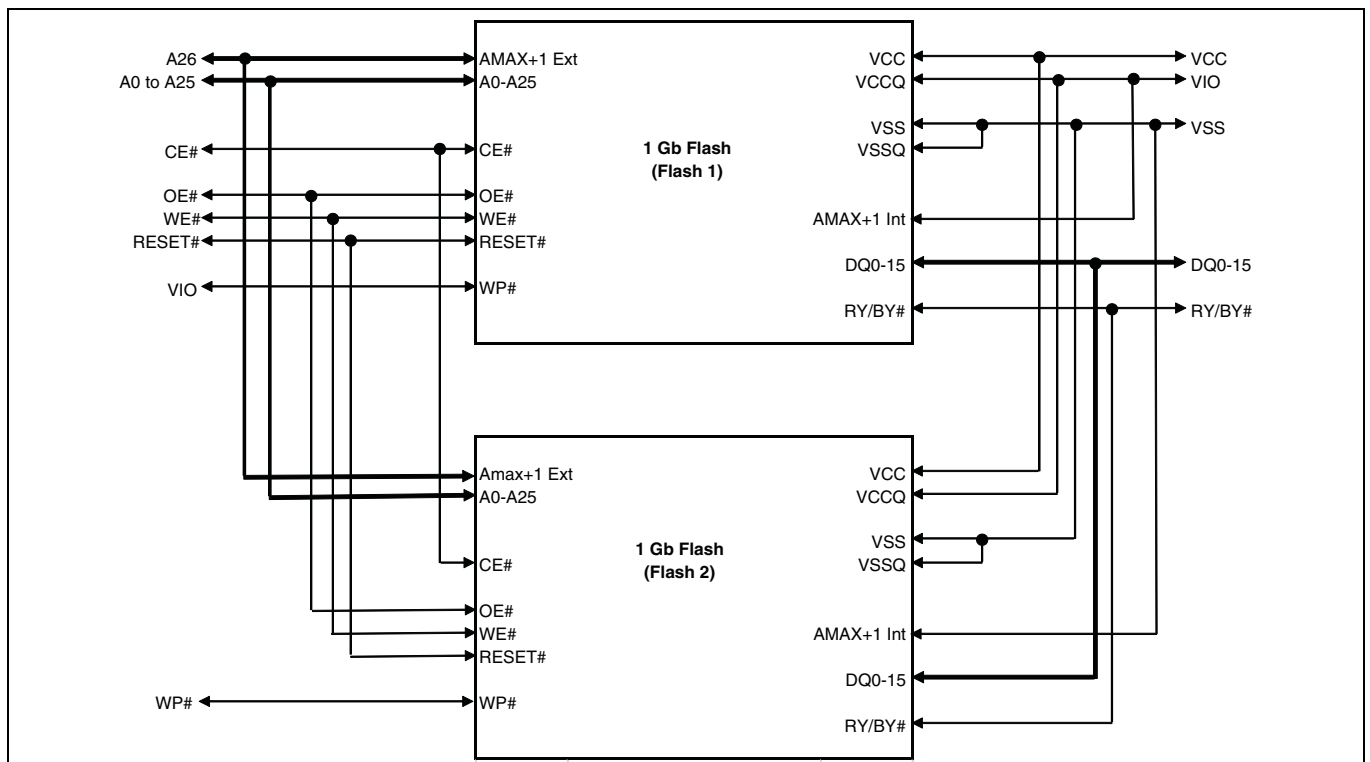 A26
A0 to A25
CE#
OE#
WE#
RESET#
VIO
AMAX+1 Ext
A0-A25
CE#
OE#
WE#
RESET#
WP#
1 Gb Flash
(Flash 1)
VCC
VCCQ
VSS
VSSQ
AMAX+1 Int
DQ0-15
RY/BY#
VCC
VIO
VSS
DQ0-15
RY/BY#
WP#
Amax+1 Ext
A0-A25
CE#
OE#
WE#
RESET#
WP#
1 Gb Flash
(Flash 2)
VCC
VCCQ
VSS
VSSQ
AMAX+1 Int
DQ0-15
RY/BY#